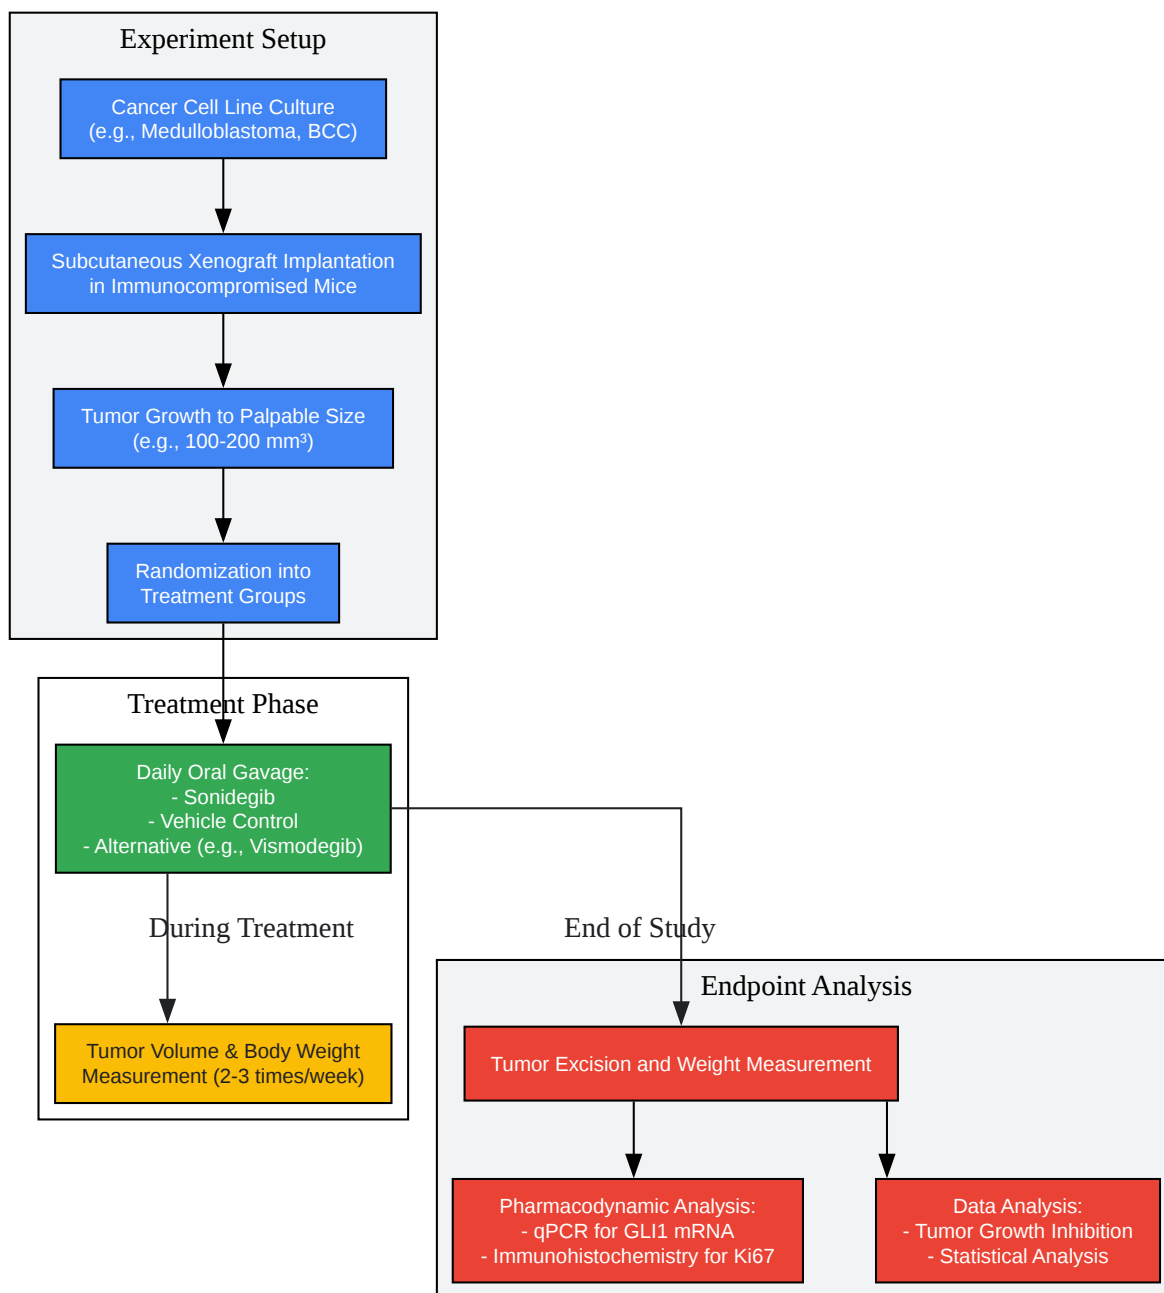 Experiment Setup
Cancer Cell Line Culture
(e.g., Medulloblastoma, BCC)
Subcutaneous Xenograft Implantation
in Immunocompromised Mice
Tumor Growth to Palpable Size
(e.g., 100-200 mm³)
Randomization into
Treatment Groups
Treatment Phase
Daily Oral Gavage:
- Sonidegib
- Vehicle Control
- Alternative (e.g., Vismodegib)
During Treatment
End of Study
Tumor Volume & Body Weight
Measurement (2-3 times/week)
Endpoint Analysis
Tumor Excision and Weight Measurement
Pharmacodynamic Analysis:
- qPCR for GLI1 mRNA
- Immunohistochemistry for Ki67
Data Analysis:
- Tumor Growth Inhibition
- Statistical Analysis